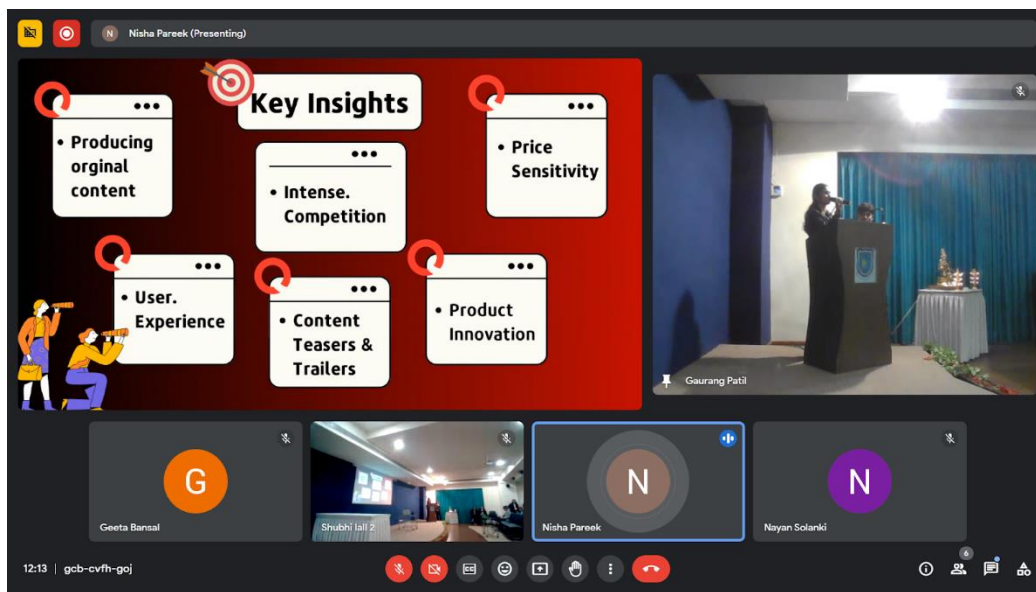 N
Nisha Pareek (Presenting)
Key Insights
• Producing
orginal
content
• Intense.
Competition
• Price
Sensitivity
• User.
Experience
• Content
Teasers &
Trailers
• Product
Innovation
Gaurang Patil
G
Geeta Bansal
Shubhi lall 2
N
Nisha Pareek
N
Nayan Solanki
12:13 | gcb-cvfh-goj
CC
6